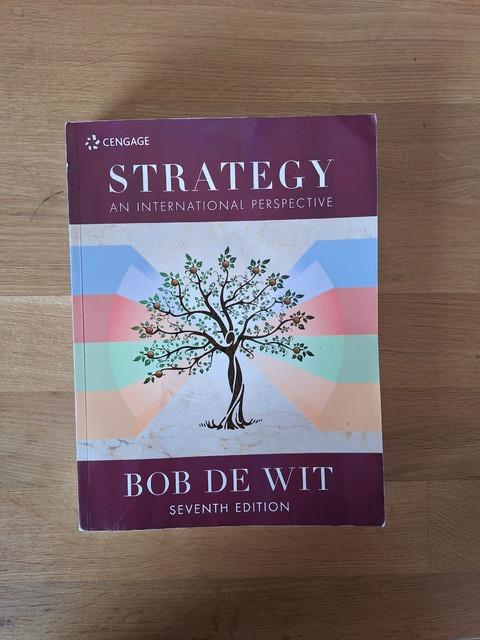 CENGAGE
STRATEGY
AN INTERNATIONAL PERSPECTIVE
BOB DE WIT
SEVENTH EDITION